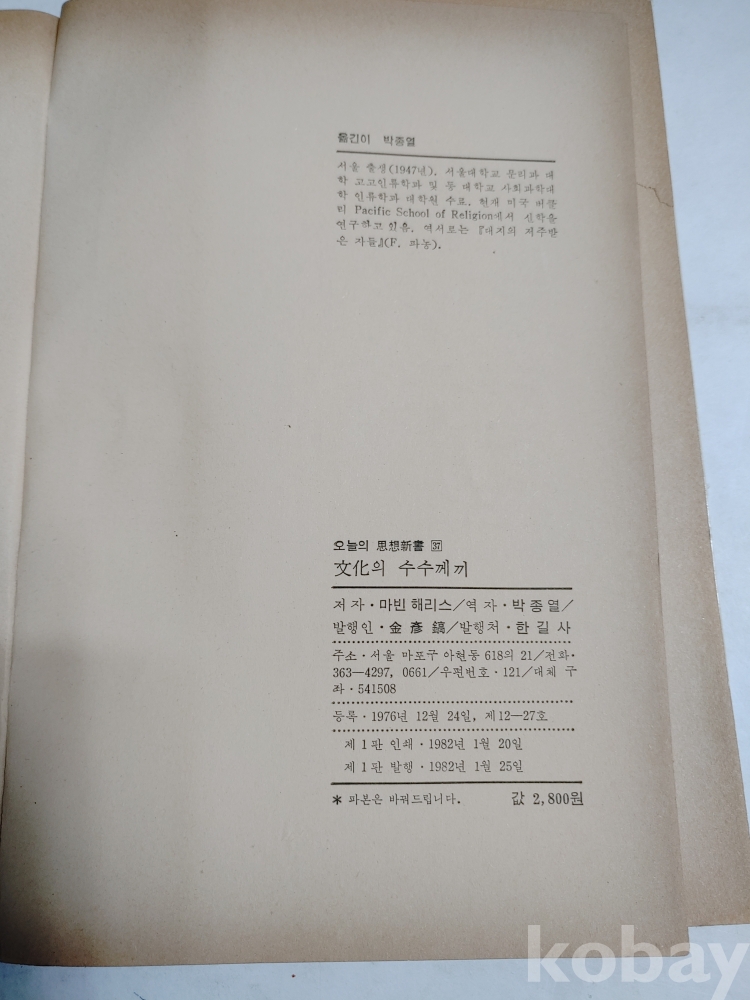 옮긴이 박종열
서울 출생(1947년). 서울대학교 문리과 대
학 고고인류학과 및 동 대학교 사회과학대
학 인류학과 대학원 수료. 현재 미국 버클
리 Pacific School of Religion에서 신학을
연구하고 있음. 역서로는 『대지의 저주받
은 자들』(F. 파농).
오늘의 思想新書 37
文化의 수수께끼
저자・마빈 해리스/역자・박종열/
발행인・金彥鎬/발행처・한길사
주소・서울 마포구 아현동 618의 21/전화・
363—4297, 0661/우편번호・121/대체 구
좌・541508
등록・1976년 12월 24일, 제12—27호
제1판 인쇄・1982년 1월 20일
제1판 발행・1982년 1월 25일
* 파본은 바꿔드립니다. 값 2,800원
kobay